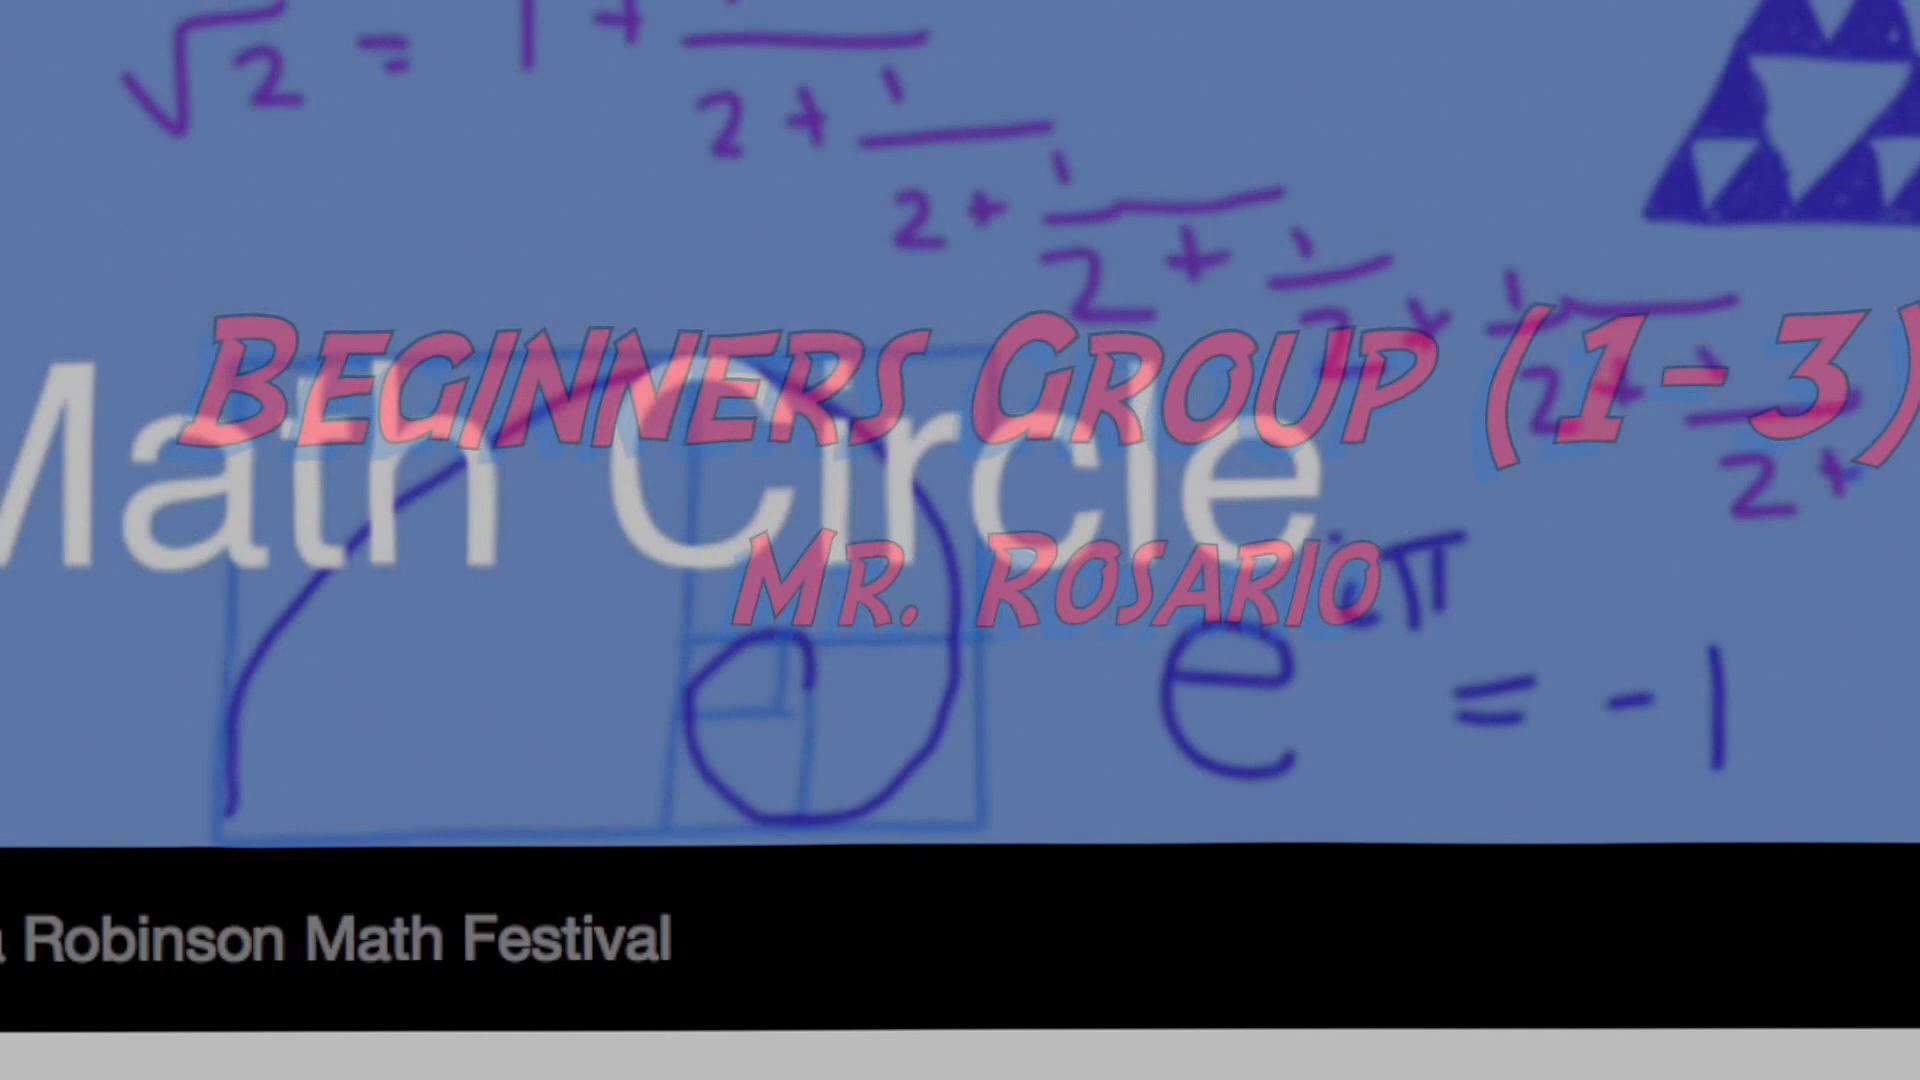 √2 = 1 +
2 + 1
2 + 1
2 + 1
2 + 1
2 + 1
2 +
BEGINNERS GROUP (1-3)
Math Circle
MR. ROSARIO
e^iπ = -1
Robinson Math Festival